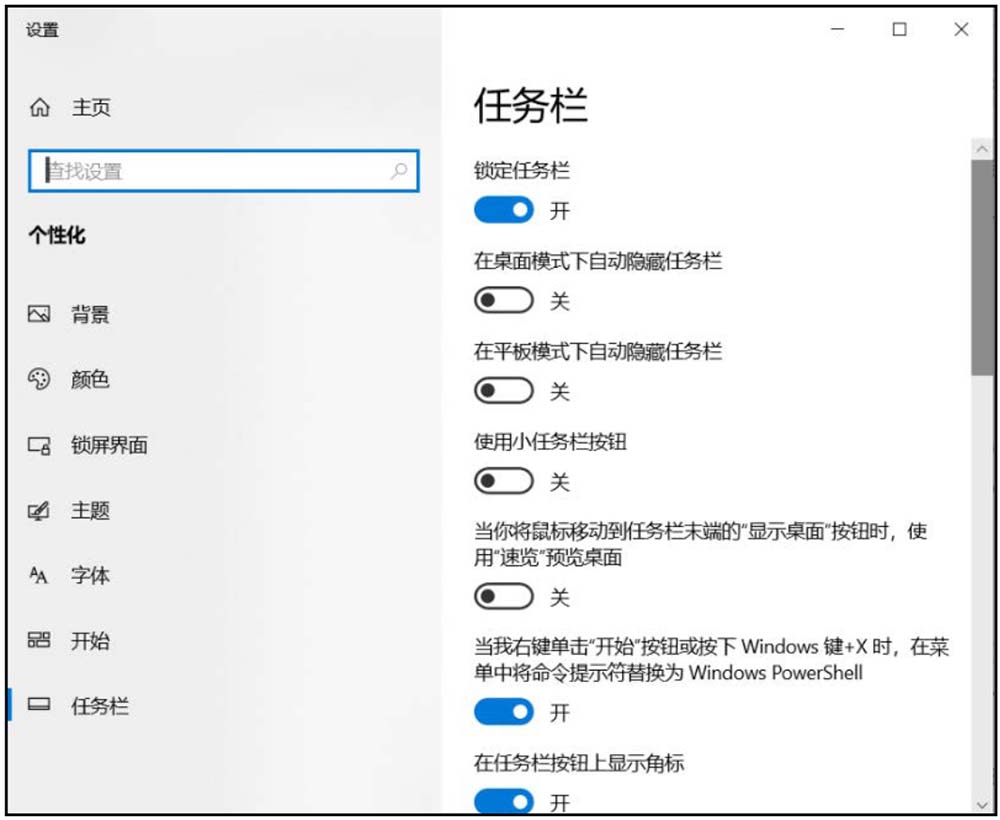 设置
主页
查找设置
个性化
背景
颜色
锁屏界面
主题
字体
开始
任务栏
任务栏
锁定任务栏
开
在桌面模式下自动隐藏任务栏
关
在平板模式下自动隐藏任务栏
关
使用小任务栏按钮
关
当你将鼠标移动到任务栏末端的“显示桌面”按钮时，使
用“速览”预览桌面
关
当我右键单击“开始”按钮或按下 Windows 键+X 时，在菜
单中将命令提示符替换为 Windows PowerShell
开
在任务栏按钮上显示角标
开